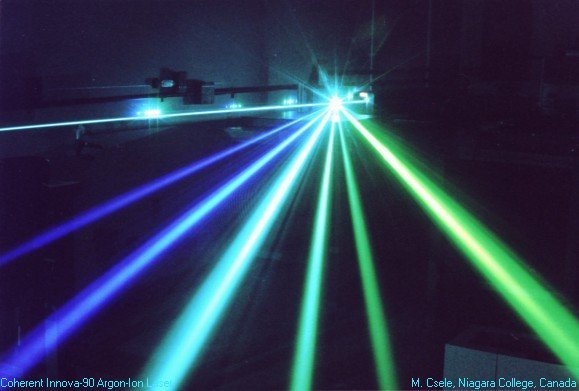 Coherent Innova-90 Argon-Ion Laser
M. Csele, Niagara College, Canada